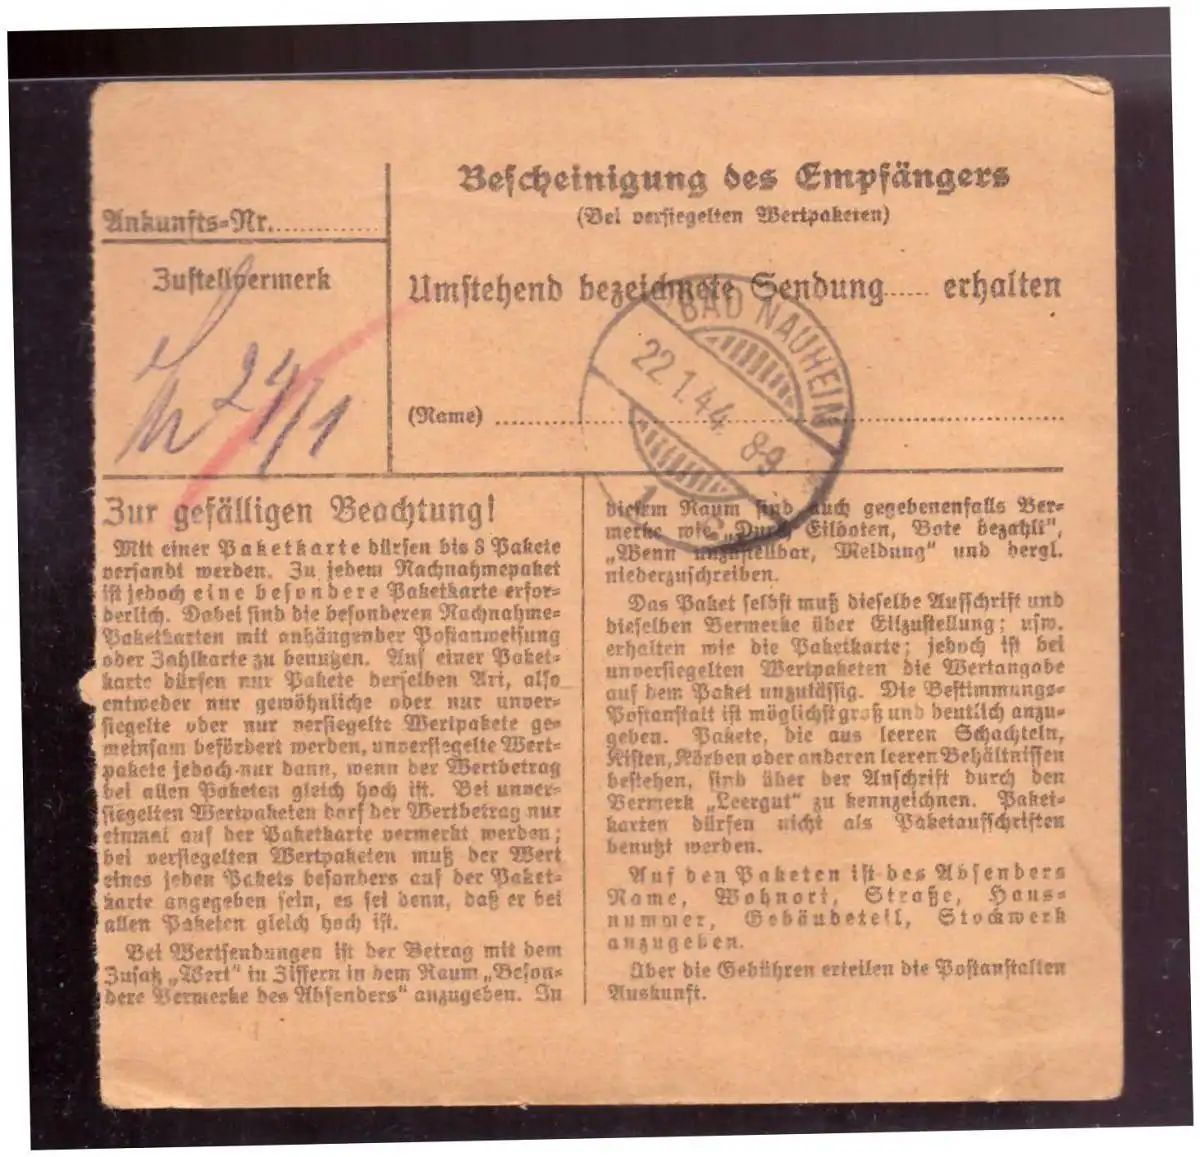 Bescheinigung des Empfängers
(Bei versiegelten Wertpaketen)
Ankunfts=Nr.
Zustellvermerk
Umstehend bezeichnete Sendung ...... erhalten
BAD NAUHEIM
22.1.44. 8-9
24/1
(Name)
Zur gefälligen Beachtung!
Mit einer Paketkarte dürfen bis 3 Pakete
versandt werden. Zu jedem Nachnahmepaket
ist jedoch eine besondere Paketkarte erfor=
derlich. Dabei sind die besonderen Nachnahme=
Paketkarten mit anhängender Postanweisung
oder Zahlkarte zu benutzen. Auf einer Paket=
karte dürfen nur Pakete derselben Art, also
entweder nur gewöhnliche oder nur unver=
siegelte oder nur versiegelte Wertpakete ge=
meinsam befördert werden, unversiegelte Wert=
pakete jedoch nur dann, wenn der Wertbetrag
bei allen Paketen gleich hoch ist. Bei unver=
siegelten Wertpaketen darf der Wertbetrag nur
einmal auf der Paketkarte vermerkt werden;
bei versiegelten Wertpaketen muß der Wert
eines jeden Pakets besonders auf der Paket=
karte angegeben sein, es sei denn, daß er bei
allen Paketen gleich hoch ist.
Bei Wertsendungen ist der Betrag mit dem
Zusatz „Wert" in Ziffern in dem Raum „Beson=
dere Vermerke des Absenders" anzugeben. In
diesem Raum sind auch gegebenenfalls Ver=
merke wie „Durch Eilboten, Bote bezahlt",
„Wenn unzustellbar, Meldung" und dergl.
niederzuschreiben.
Das Paket selbst muß dieselbe Aufschrift und
dieselben Vermerke über Eilzustellung; usw.
erhalten wie die Paketkarte; jedoch ist bei
unversiegelten Wertpaketen die Wertangabe
auf dem Paket unzulässig. Die Bestimmungs=
Postanstalt ist möglichst groß und deutlich anzu=
geben. Pakete, die aus leeren Schachteln,
Kisten, Körben oder anderen leeren Behältnissen
bestehen, sind über der Anschrift durch den
Vermerk „Leergut" zu kennzeichnen. Paket=
karten dürfen nicht als Paketaufschriften
benutzt werden.
Auf den Paketen ist des Absenders
Name, Wohnort, Straße, Haus=
nummer, Gebäudeteil, Stockwerk
anzugeben.
Über die Gebühren erteilen die Postanstalten
Auskunft.